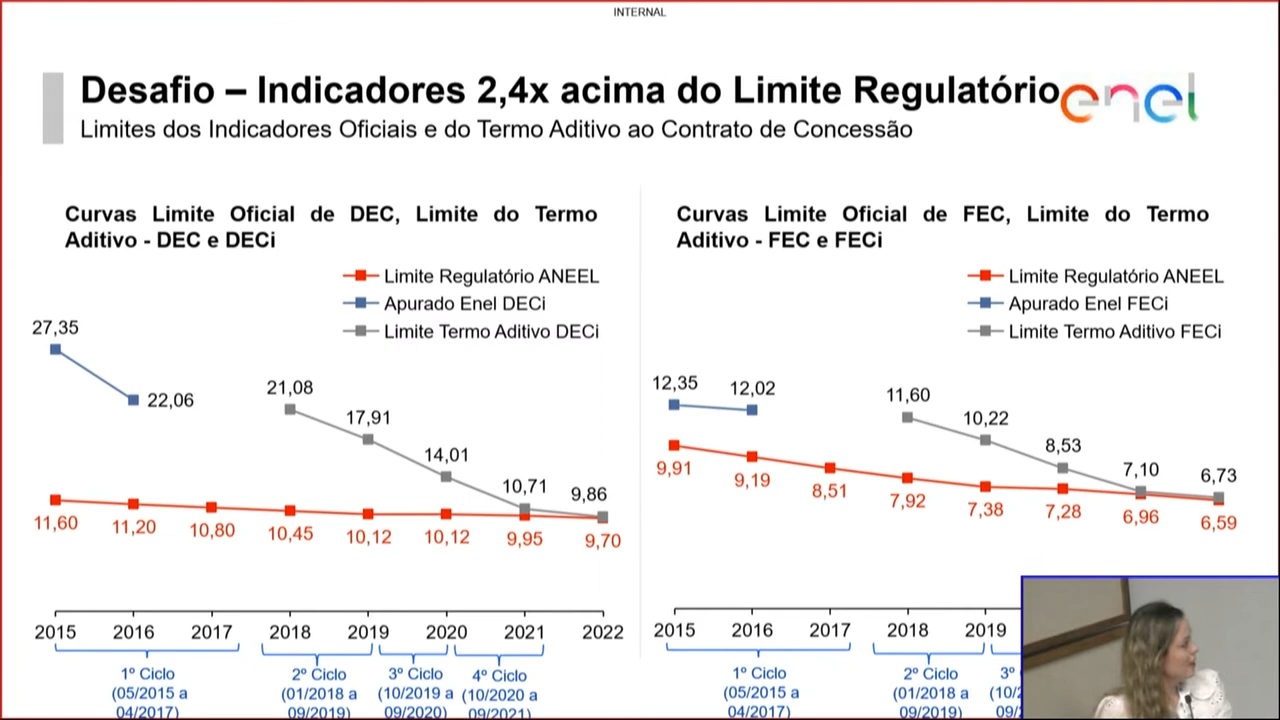 INTERNAL
Desafio – Indicadores 2,4x acima do Limite Regulatório
enel
Limites dos Indicadores Oficiais e do Termo Aditivo ao Contrato de Concessão
Curvas Limite Oficial de DEC, Limite do Termo
Aditivo - DEC e DECi
Limite Regulatório ANEEL
Apurado Enel DECi
Limite Termo Aditivo DECi
27,35
22,06
21,08
17,91
14,01
10,71
9,86
11,60
11,20
10,80
10,45
10,12
10,12
9,95
9,70
2015 2016 2017 2018 2019 2020 2021 2022
1º Ciclo
(05/2015 a
04/2017)
2º Ciclo
(01/2018 a
09/2019)
3º Ciclo
(10/2019 a
09/2020)
4º Ciclo
(10/2020 a
09/2021)
Curvas Limite Oficial de FEC, Limite do Termo
Aditivo - FEC e FECi
Limite Regulatório ANEEL
Apurado Enel FECi
Limite Termo Aditivo FECi
12,35
12,02
11,60
10,22
8,53
7,10
6,73
9,91
9,19
8,51
7,92
7,38
7,28
6,96
6,59
2015 2016 2017 2018 2019
1º Ciclo
(05/2015 a
04/2017)
2º Ciclo
(01/2018 a
09/2019)
3º
(10/2
09/